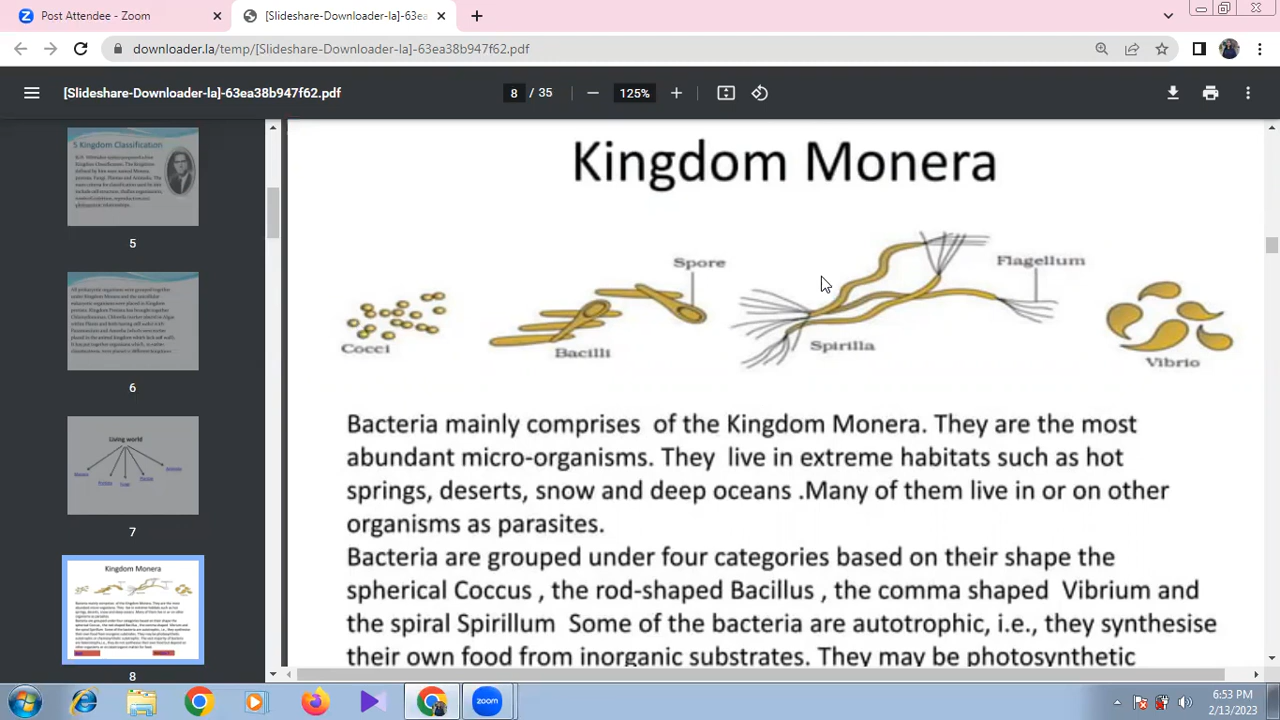 Post Attendee - Zoom
[Slideshare-Downloader-la]-63ea
downloader.la/temp/[Slideshare-Downloader-la]-63ea38b947f62.pdf
[Slideshare-Downloader-la]-63ea38b947f62.pdf
8 / 35
125%
5 Kingdom Classification
5
6
Living world
7
Kingdom Monera
8
Kingdom Monera
Spore
Flagellum
Cocci
Bacilli
Spirilla
Vibrio
Bacteria mainly comprises of the Kingdom Monera. They are the most
abundant micro-organisms. They live in extreme habitats such as hot
springs, deserts, snow and deep oceans .Many of them live in or on other
organisms as parasites.
Bacteria are grouped under four categories based on their shape the
spherical Coccus , the rod-shaped Bacillus , the comma shaped Vibrium and
the spiral Spirillum. Some of the bacteria are autotrophic, i.e., they synthesise
their own food from inorganic substrates. They may be photosynthetic
zoom
6:53 PM
2/13/2023